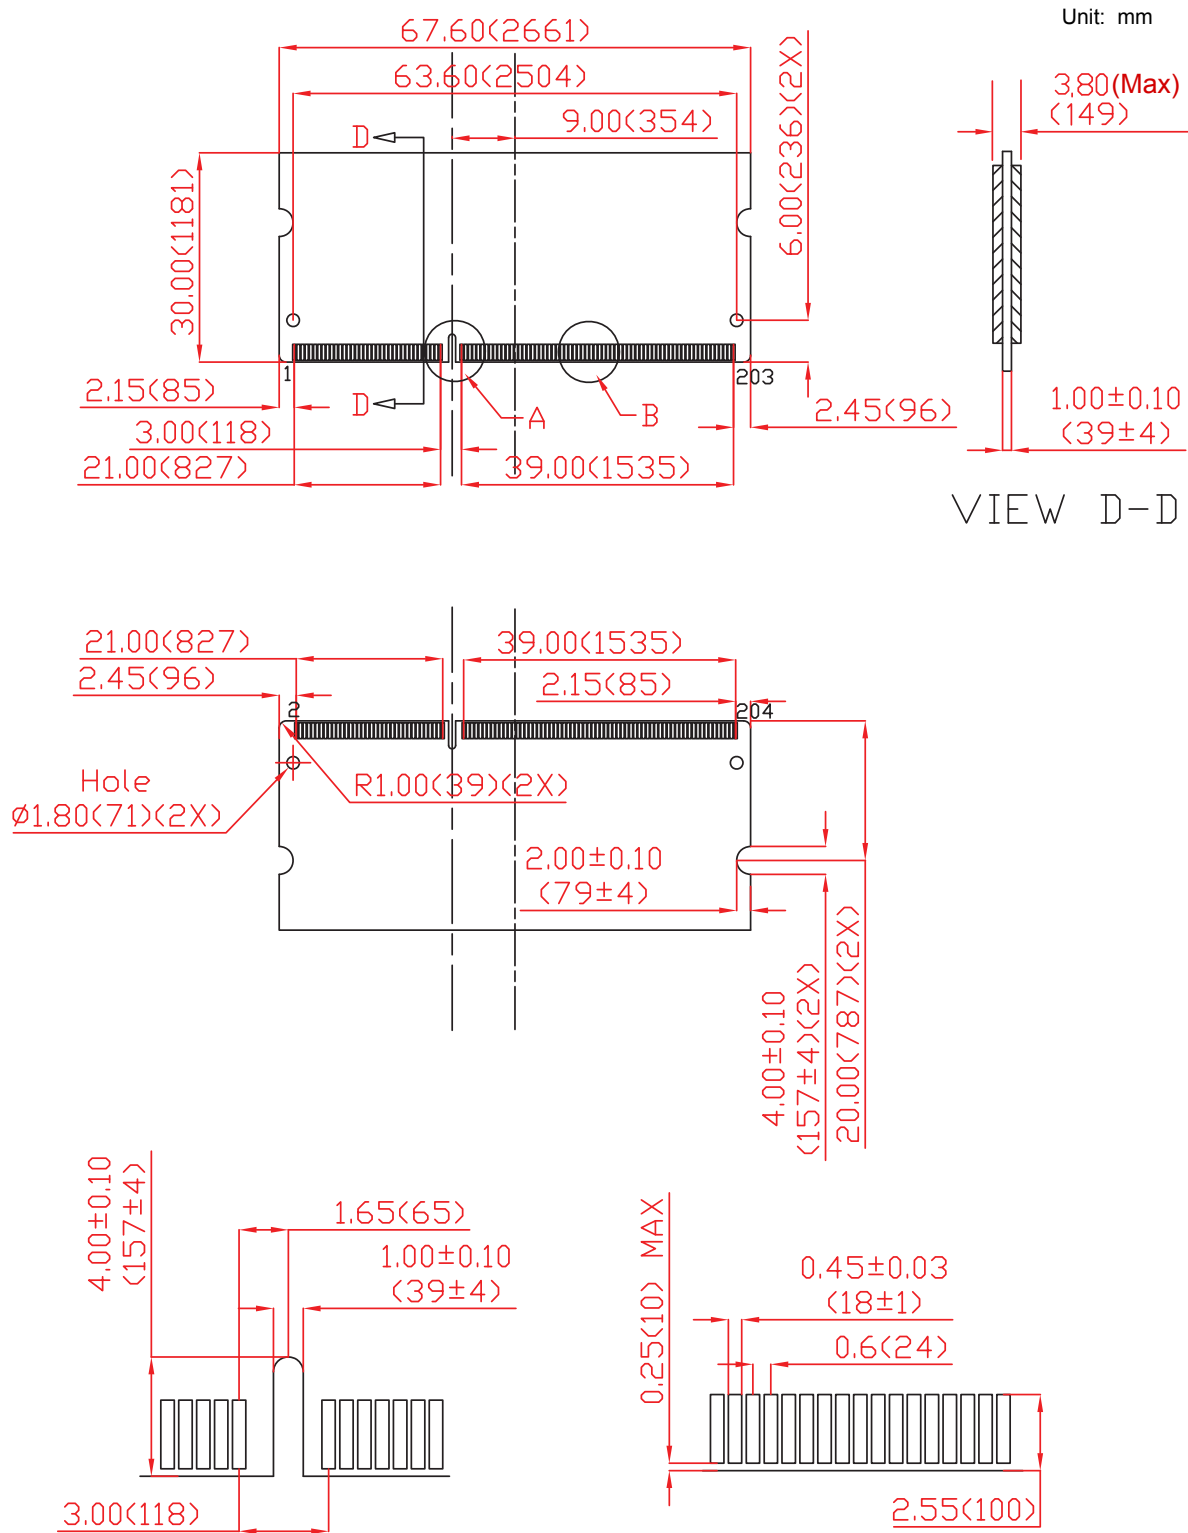 Unit: mm
67.60(2661)
63.60(2504)
9.00(354)
6.00(236)(2X)
3.80(Max)
(149)
D
30.00(1181)
1
203
2.15(85)
D
A
B
2.45(96)
1.00±0.10
(39±4)
3.00(118)
21.00(827)
39.00(1535)
VIEW D-D
21.00(827)
39.00(1535)
2.45(96)
2.15(85)
2
204
Hole
Ø1.80(71)(2X)
R1.00(39)(2X)
2.00±0.10
(79±4)
4.00±0.10
(157±4)(2X)
20.00(787)(2X)
4.00±0.10
(157±4)
1.65(65)
1.00±0.10
(39±4)
3.00(118)
0.25(10) MAX
0.45±0.03
(18±1)
0.6(24)
2.55(100)